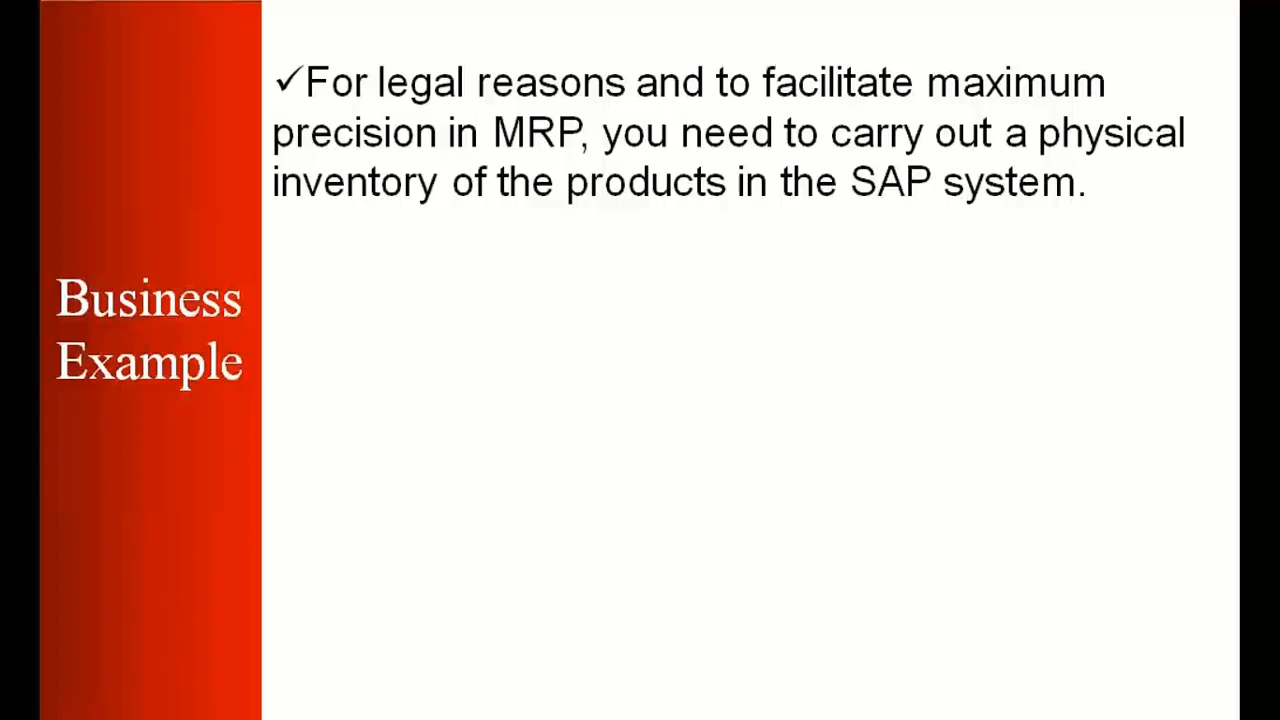 Business
Example
✓For legal reasons and to facilitate maximum
precision in MRP, you need to carry out a physical
inventory of the products in the SAP system.